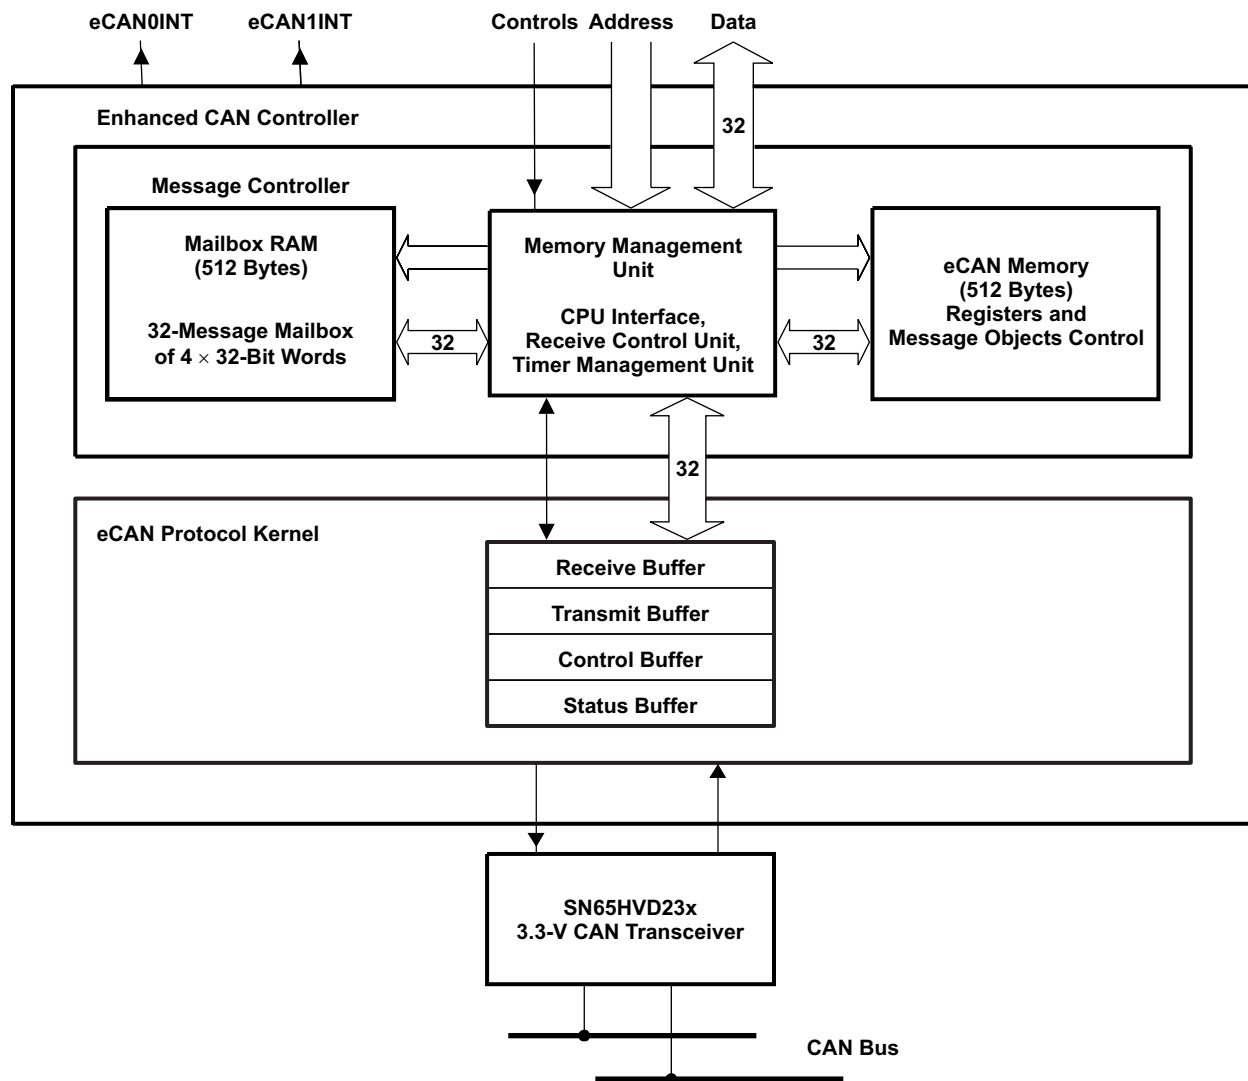 eCAN0INT eCAN1INT Controls Address Data
32
Enhanced CAN Controller
Message Controller
Mailbox RAM
(512 Bytes)
32-Message Mailbox
of 4 × 32-Bit Words
32
Memory Management
Unit
CPU Interface,
Receive Control Unit,
Timer Management Unit
32
eCAN Memory
(512 Bytes)
Registers and
Message Objects Control
32
eCAN Protocol Kernel
Receive Buffer
Transmit Buffer
Control Buffer
Status Buffer
SN65HVD23x
3.3-V CAN Transceiver
CAN Bus